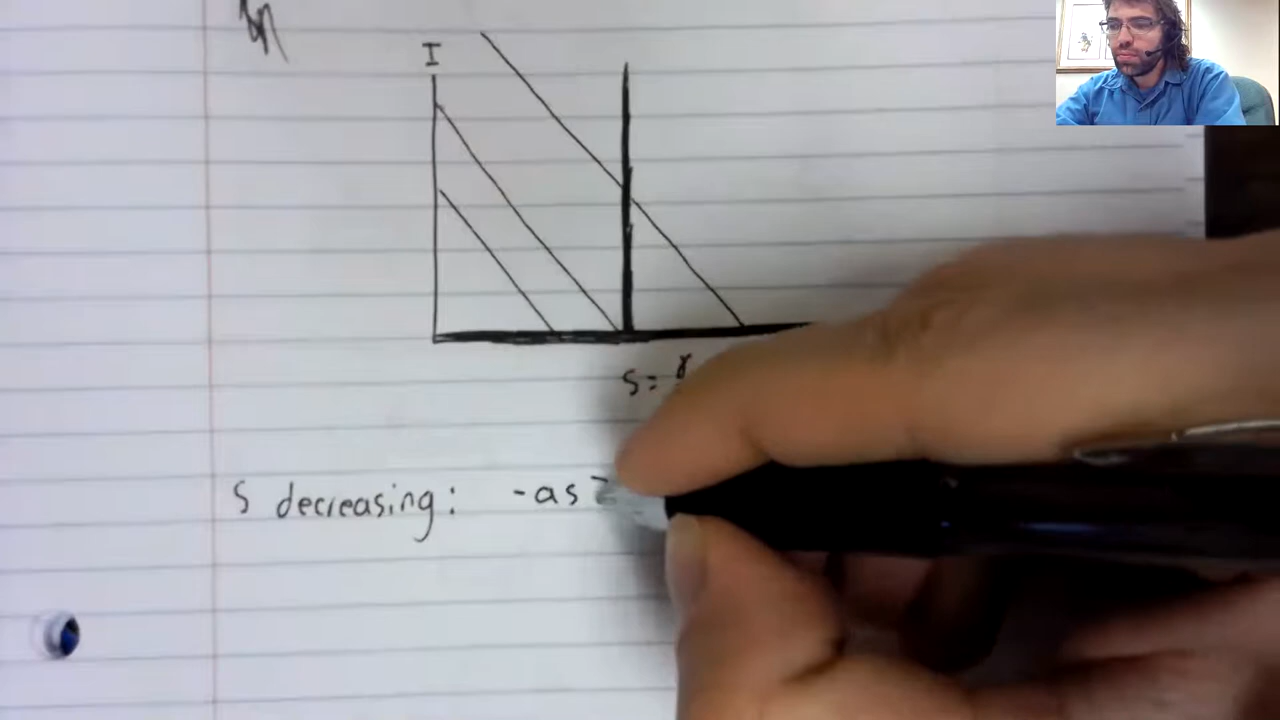 I
S = γ
S decreasing: -as